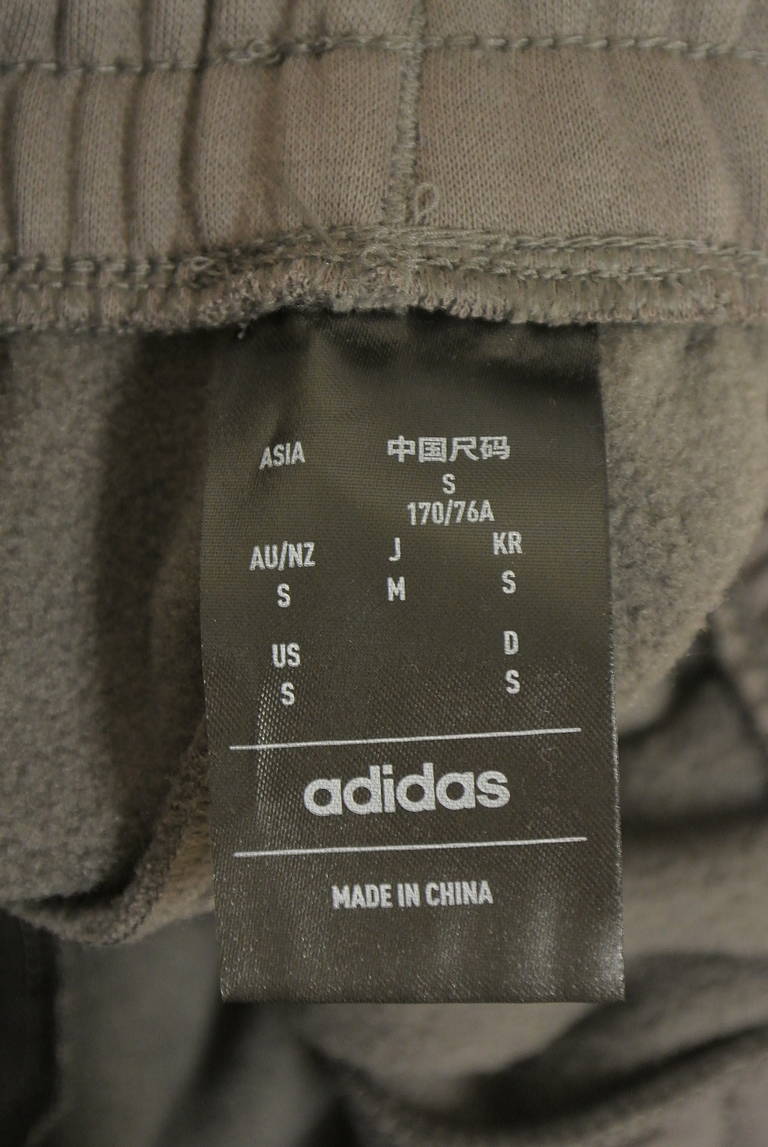 ASIA 中国尺码
S
170/76A
AU/NZ J KR
S M S
US D
S S
adidas
MADE IN CHINA